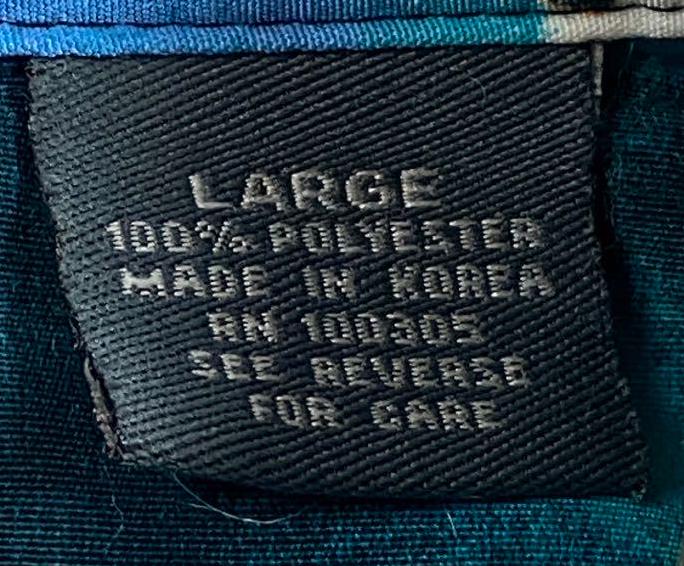 LARGE
100% POLYESTER
MADE IN KOREA
RN 100305
SEE REVERSE
FOR CARE